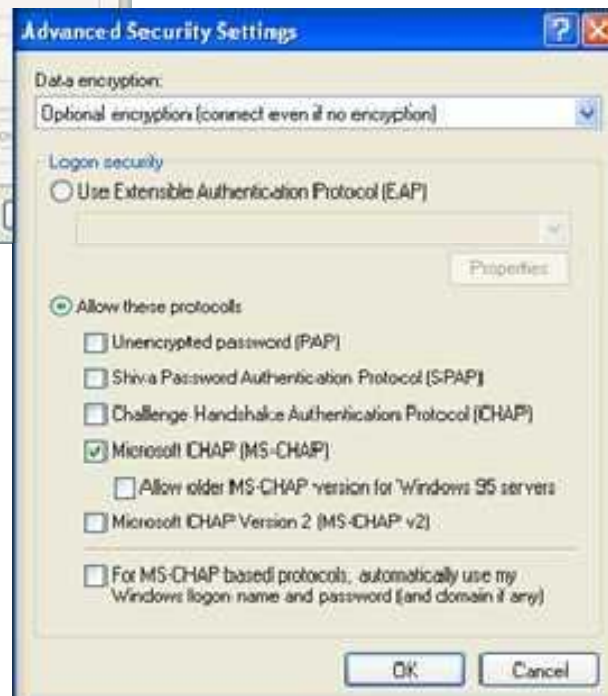 Advanced Security Settings
Data encryption:
Optional encryption (connect even if no encryption)
Logon security
Use Extensible Authentication Protocol (EAP)
Properties
Allow these protocols
Unencrypted password (PAP)
Shiva Password Authentication Protocol (SPAP)
Challenge Handshake Authentication Protocol (CHAP)
Microsoft CHAP (MS-CHAP)
Allow older MS-CHAP version for Windows 95 servers
Microsoft CHAP Version 2 (MS-CHAP v2)
For MS-CHAP based protocols, automatically use my
Windows logon name and password (and domain if any)
OK
Cancel